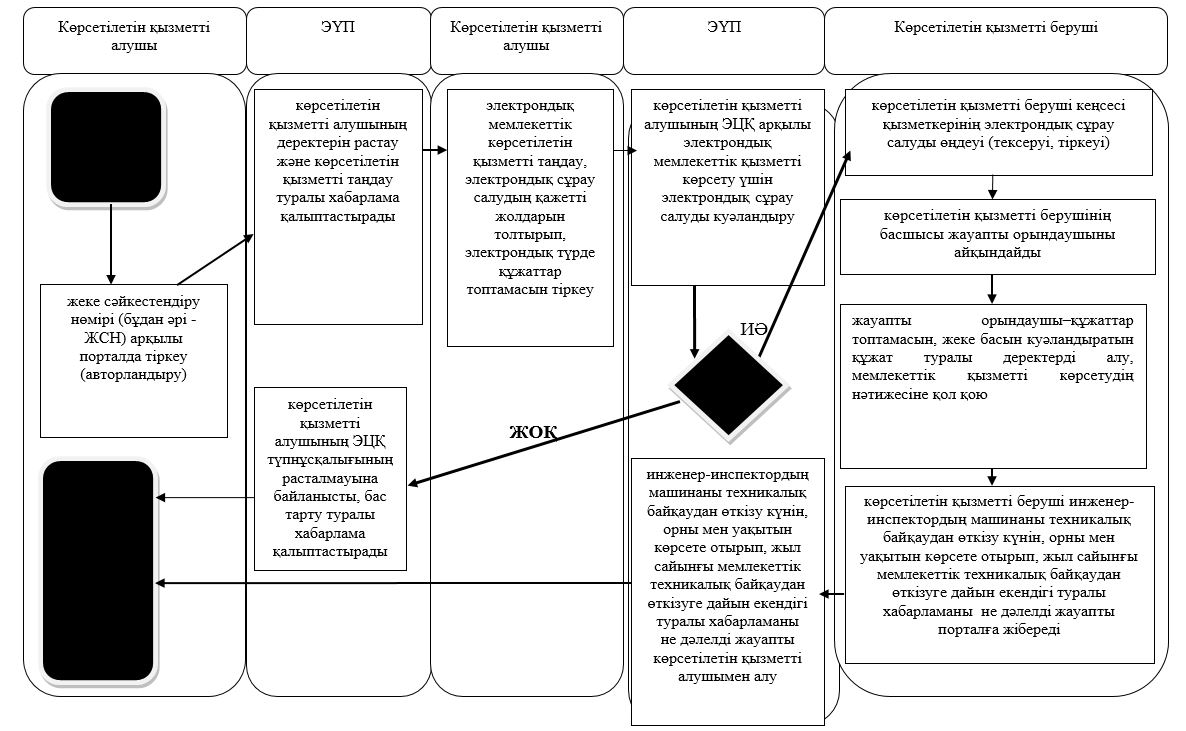 Көрсетілетін қызметті
алушы
ЭҮП
Көрсетілетін қызметті
алушы
ЭҮП
Көрсетілетін қызметті беруші
жеке сәйкестендіру
нөмірі (бұдан әрі -
ЖСН) арқылы
порталда тіркеу
(авторландыру)
көрсетілетін
қызметті алушының
деректерін растау
және көрсетілетін
қызметті таңдау
туралы хабарлама
қалыптастырады
көрсетілетін
қызметті
алушының ЭЦҚ
түпнұсқалығының
расталмауына
байланысты, бас
тарту туралы
хабарлама
қалыптастырады
электрондық
мемлекеттік
көрсетілетін
қызметті таңдау,
электрондық сұрау
салудың қажетті
жолдарын
толтырып,
электрондық түрде
құжаттар
топтамасын тіркеу
ЖОҚ
көрсетілетін қызметті
алушының ЭЦҚ арқылы
электрондық
мемлекеттік қызметті
көрсету үшін
электрондық сұрау
салуды куәландыру
ИӘ
инженер-инспектордың
машинаны техникалық
байқаудан өткізу күнін,
орны мен уақытын
көрсете отырып, жыл
сайынғы мемлекеттік
техникалық байқаудан
өткізуге дайын екендігі
туралы хабарламаны
не дәлелді жауапты
көрсетілетін қызметті
алушымен алу
көрсетілетін қызметті беруші кеңсесі
қызметкерінің электрондық сұрау
салуды өңдеуі (тексеруі, тіркеуі)
көрсетілетін қызметті берушінің
басшысы жауапты орындаушыны
айқындайды
жауапты орындаушы–құжаттар
топтамасын, жеке басын куәландыратын
құжат туралы деректерді алу,
мемлекеттік қызметті көрсетудің
нәтижесіне қол қою
көрсетілетін қызметті беруші инженер-
инспектордың машинаны техникалық
байқаудан өткізу күнін, орны мен
уақытын көрсете отырып, жыл сайынғы
мемлекеттік техникалық байқаудан
өткізуге дайын екендігі туралы
хабарламаны не дәлелді жауапты
порталға жібереді